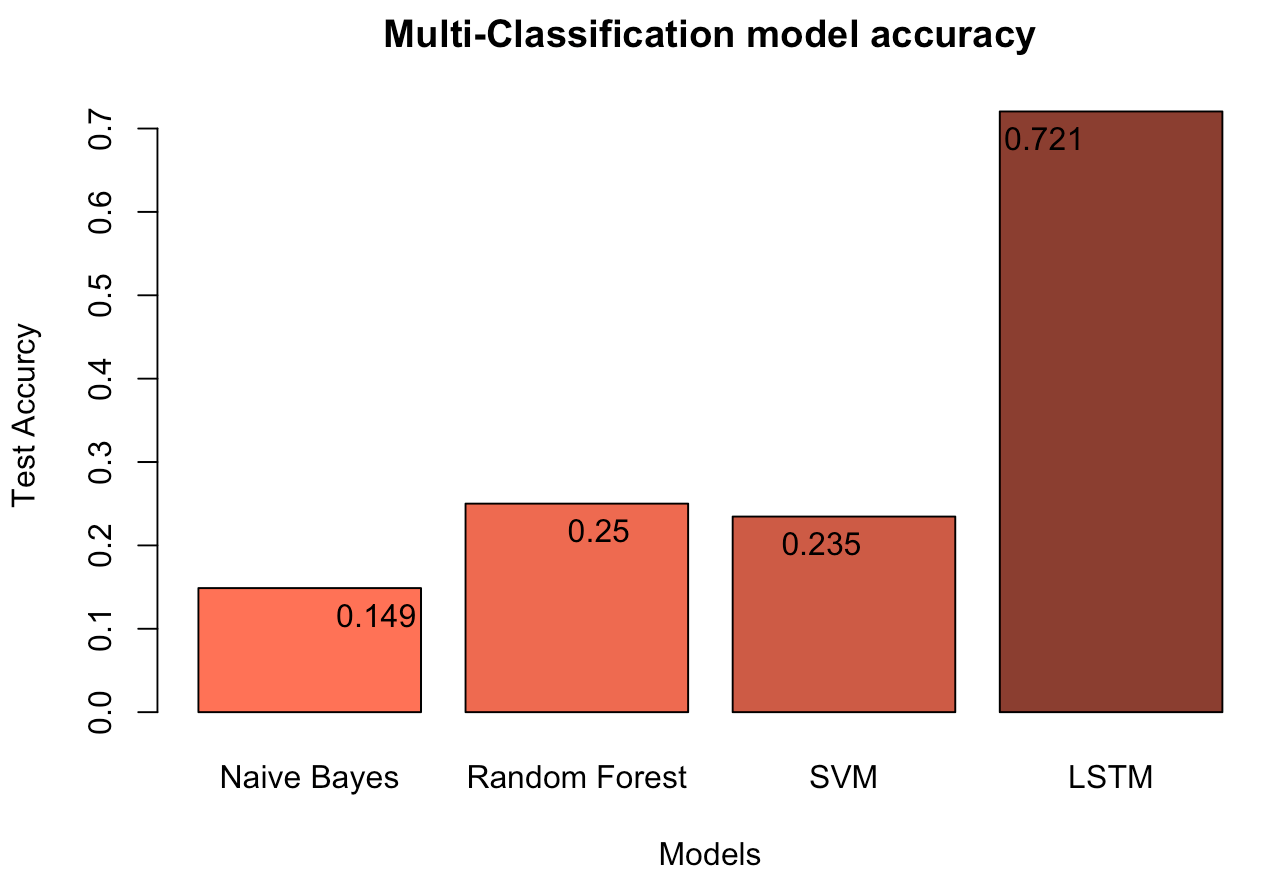 Multi-Classification model accuracy
Test Accurcy
0.7
0.6
0.5
0.4
0.3
0.2
0.1
0.0
0.149
0.25
0.235
0.721
Naive Bayes
Random Forest
SVM
LSTM
Models